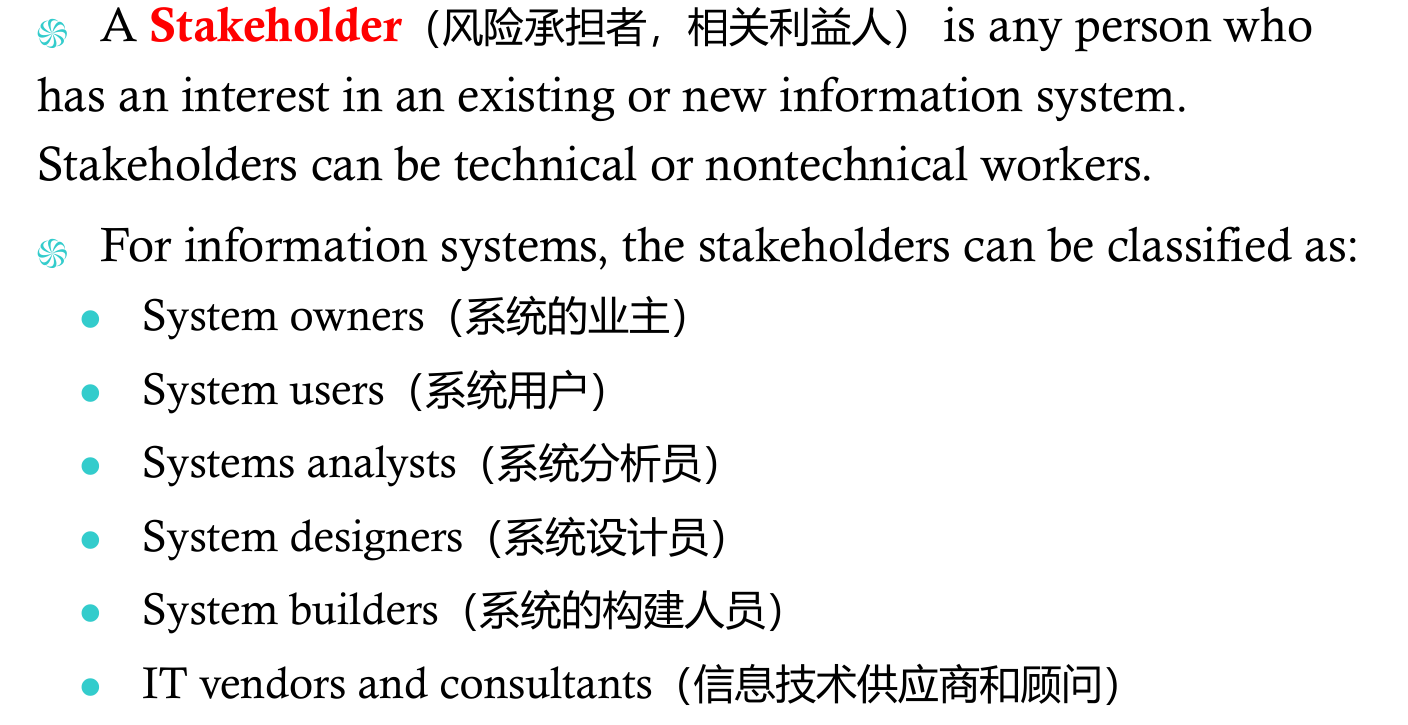 A Stakeholder（风险承担者，相关利益人） is any person who
has an interest in an existing or new information system.
Stakeholders can be technical or nontechnical workers.
For information systems, the stakeholders can be classified as:
System owners（系统的业主）
System users（系统用户）
Systems analysts（系统分析员）
System designers（系统设计员）
System builders（系统的构建人员）
IT vendors and consultants（信息技术供应商和顾问）